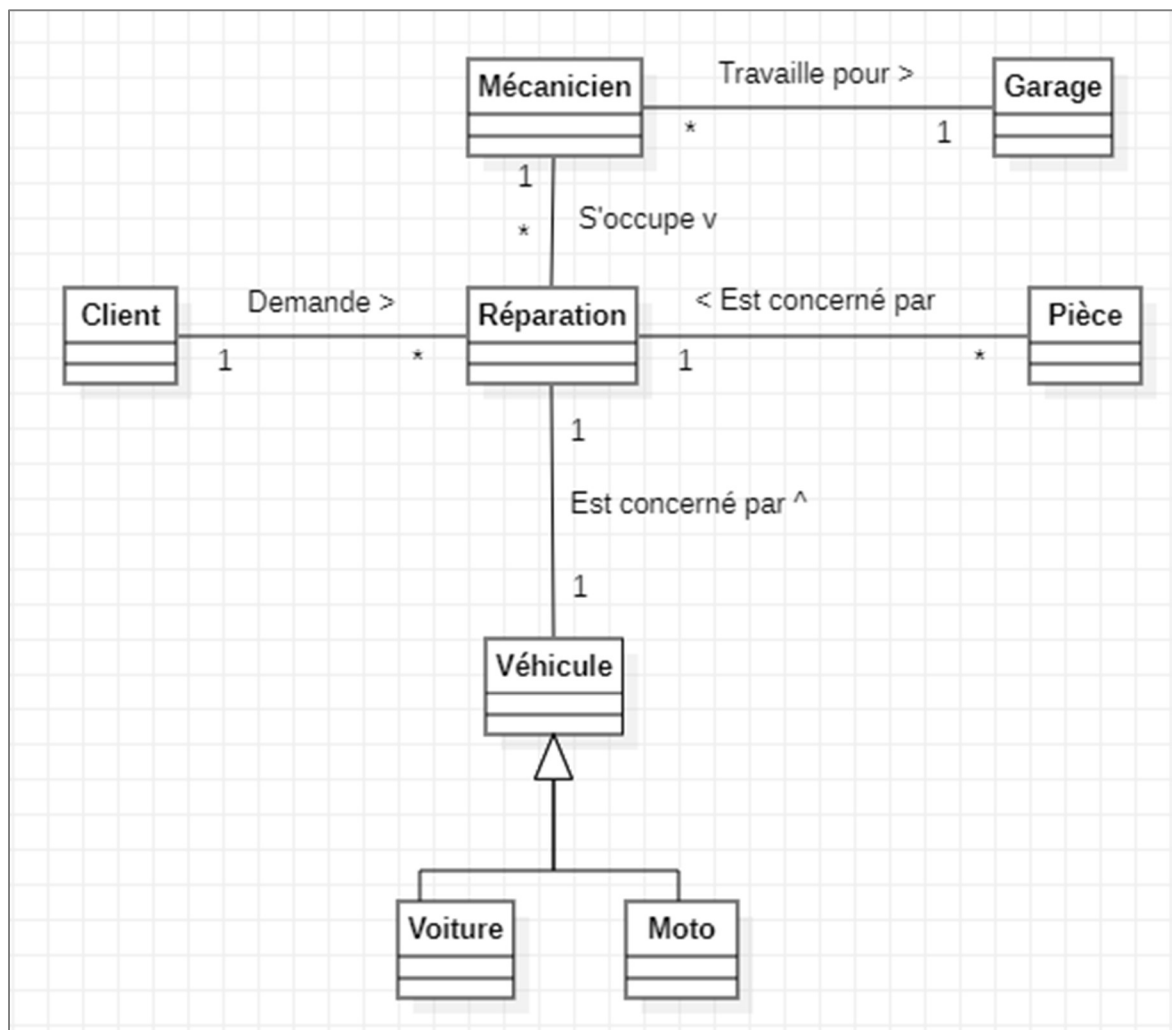 Mécanicien
Travaille pour >
Garage
*
1
1
S'occupe v
*
Client
Demande >
Réparation
< Est concerné par
Pièce
1
*
1
*
1
Est concerné par ^
1
Véhicule
Voiture
Moto